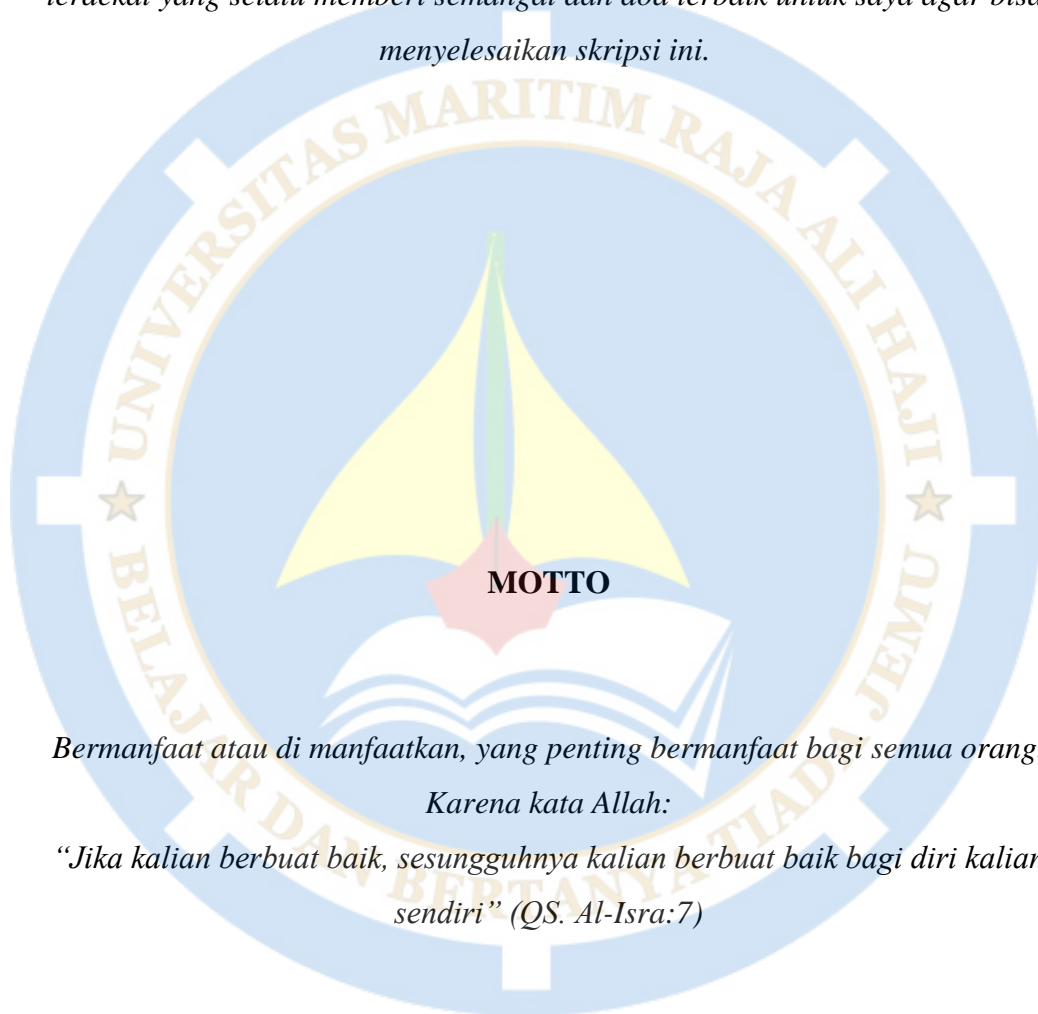 terdekat yang selalu memberi semangat dan doa terbaik untuk saya agar bisa
menyelesaikan skripsi ini.
UNIVERSITAS MARITIM RAJA ALI HAJI
MOTTO
Bermanfaat atau di manfaatkan, yang penting bermanfaat bagi semua orang.
Karena kata Allah:
“Jika kalian berbuat baik, sesungguhnya kalian berbuat baik bagi diri kalian
sendiri” (QS. Al-Isra:7)
BELAJAR DAN BERTANYA TIADA JEMU